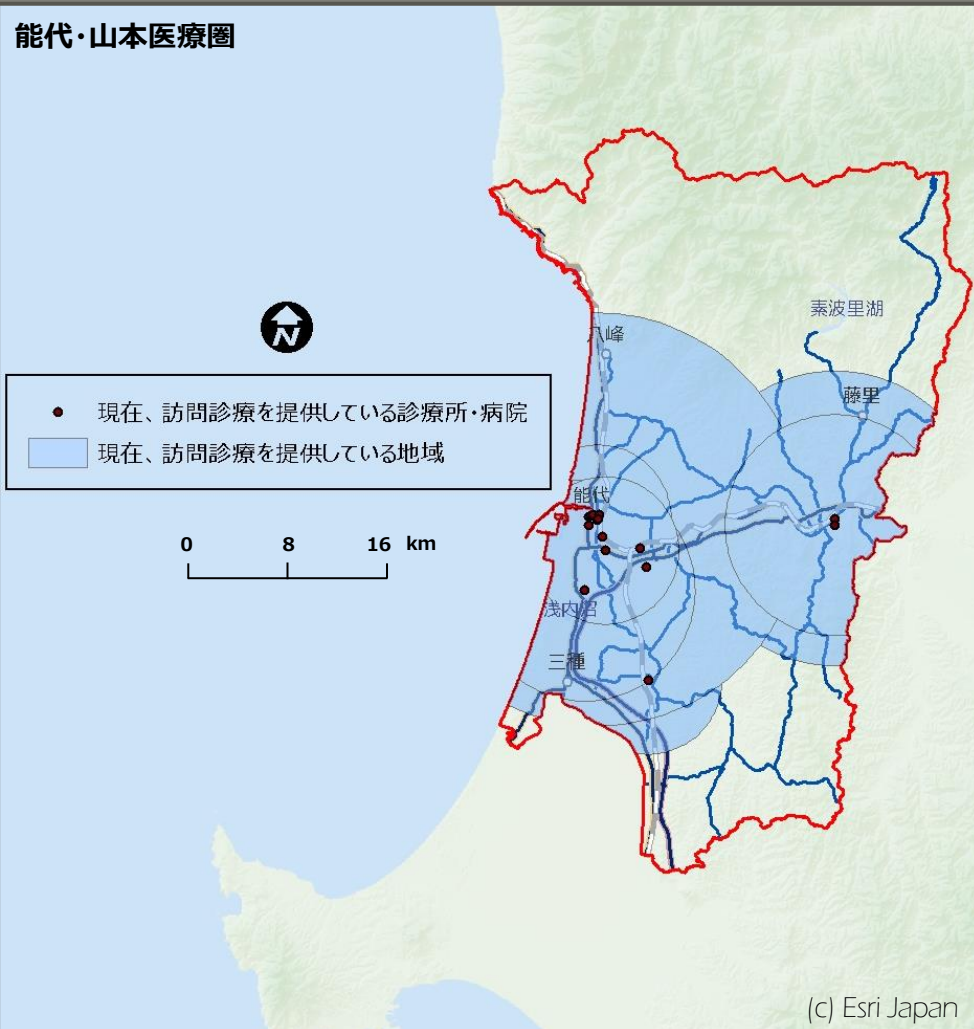 能代・山本医療圏
素波里湖
八峰
N
藤里
現在、訪問診療を提供している診療所・病院
現在、訪問診療を提供している地域
能代
0 8 16 km
浅内沼
三種
(c) Esri Japan